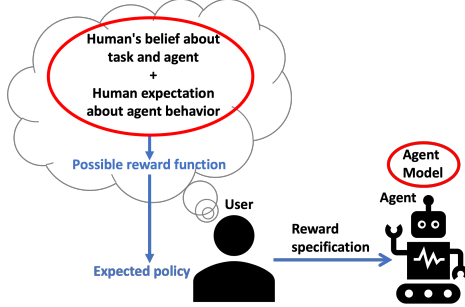 Human's belief about
task and agent
+
Human expectation
about agent behavior
Possible reward function
Expected policy
User
Reward
specification
Agent
Model
Agent